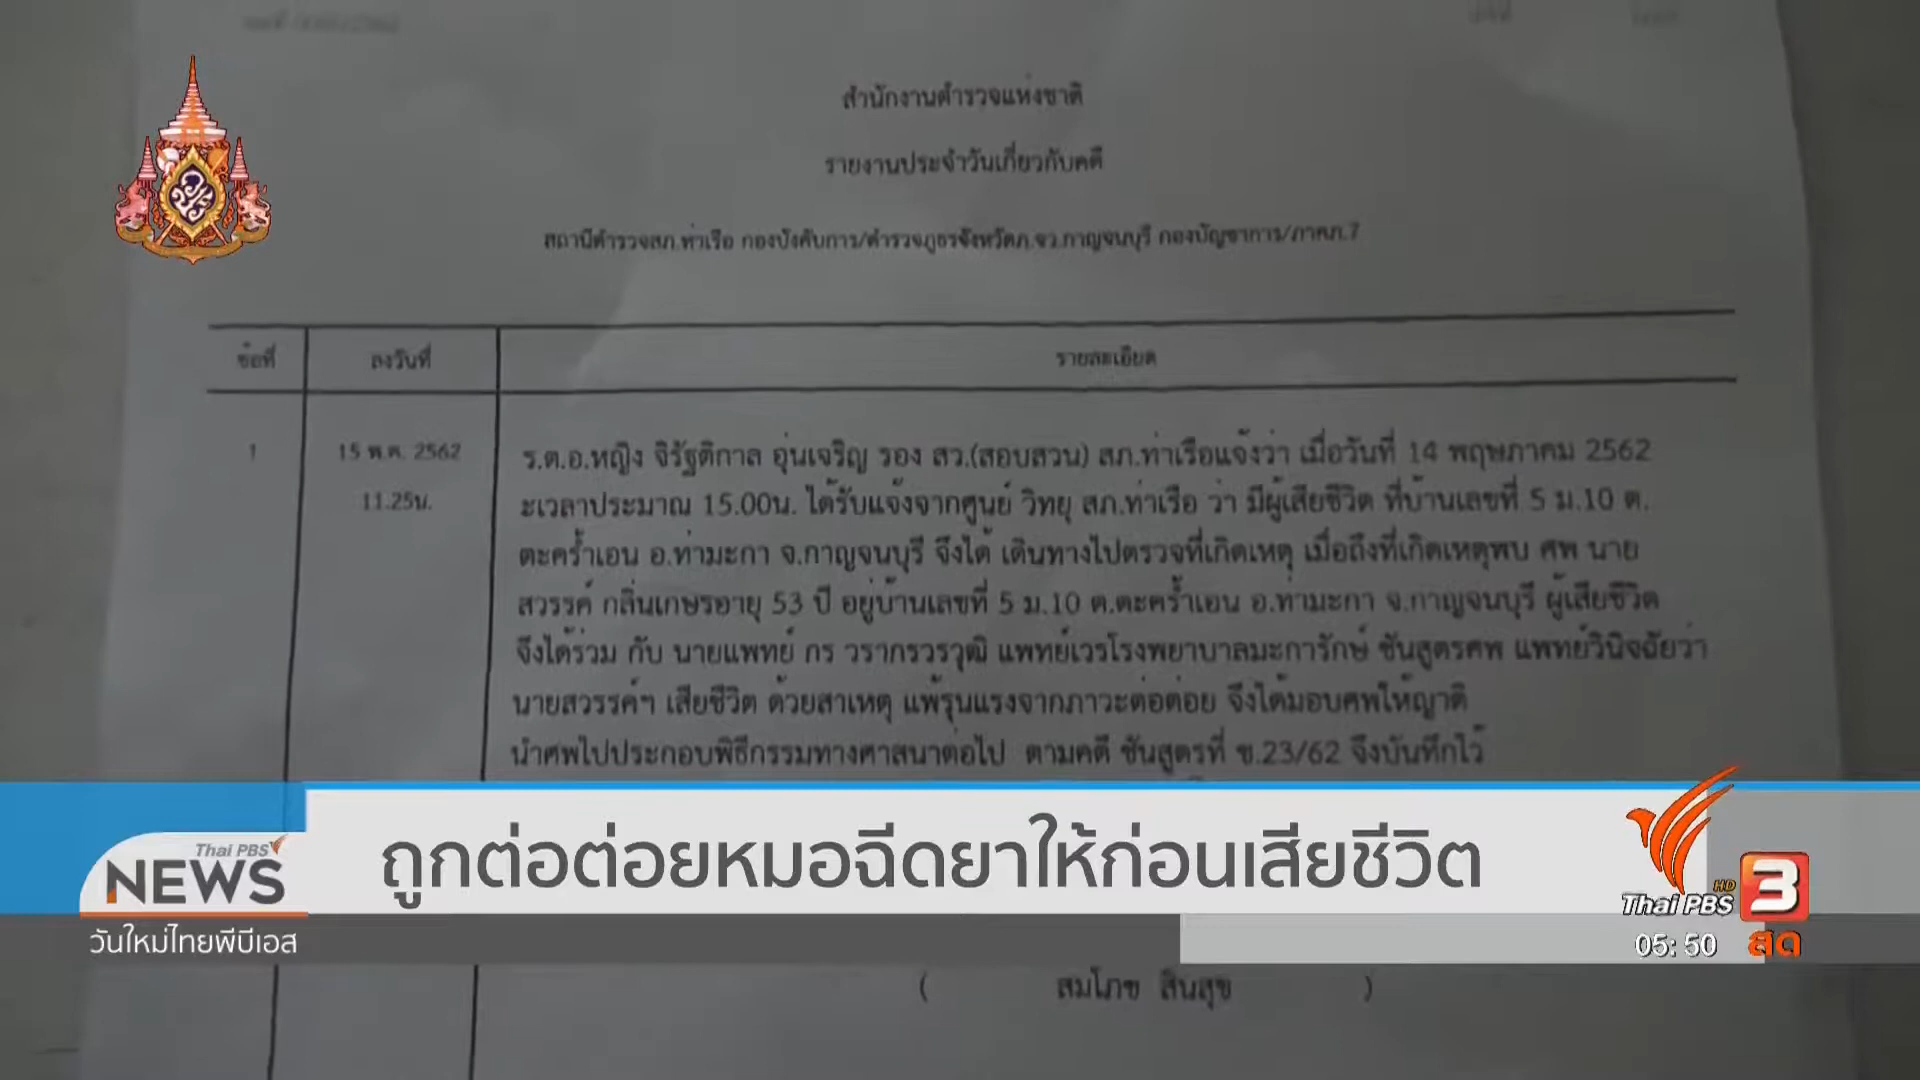 สำนักงานตำรวจแห่งชาติ
รายงานประจำวันเกี่ยวกับคดี
สถานีตำรวจสภ.ท่าเรือ กองบังคับการ/ตำรวจภูธรจังหวัดภ.จว.กาญจนบุรี กองบัญชาการ/ภาคภ.7
ข้อที่ ลงวันที่ รายละเอียด
1 15 พ.ค. 2562 ร.ต.อ.หญิง จิรัฐติกาล อุ่นเจริญ รอง สว.(สอบสวน) สภ.ท่าเรือแจ้งว่า เมื่อวันที่ 14 พฤษภาคม 2562
11.25น. ะเวลาประมาณ 15.00น. ได้รับแจ้งจากศูนย์ วิทยุ สภ.ท่าเรือ ว่า มีผู้เสียชีวิต ที่บ้านเลขที่ 5 ม.10 ต.
ตะคร้ำเอน อ.ท่ามะกา จ.กาญจนบุรี จึงได้ เดินทางไปตรวจที่เกิดเหตุ เมื่อถึงที่เกิดเหตุพบ ศพ นาย
สวรรค์ กลิ่นเกษรอายุ 53 ปี อยู่บ้านเลขที่ 5 ม.10 ต.ตะคร้ำเอน อ.ท่ามะกา จ.กาญจนบุรี ผู้เสียชีวิต
จึงได้ร่วม กับ นายแพทย์ กร วรากรวรวุฒิ แพทย์เวรโรงพยาบาลมะการักษ์ ชันสูตรศพ แพทย์วินิจฉัยว่า
นายสวรรค์ฯ เสียชีวิต ด้วยสาเหตุ แพ้รุนแรงจากภาวะต่อต่อย จึงได้มอบศพให้ญาติ
นำศพไปประกอบพิธีกรรมทางศาสนาต่อไป ตามคดี ชันสูตรที่ ช.23/62 จึงบันทึกไว้
ถูกต่อต่อยหมอฉีดยาให้ก่อนเสียชีวิต
Thai PBS
NEWS
วันใหม่ไทยพีบีเอส
HD
Thai PBS 3
05:50 สด
( สมโภช สินสุข )